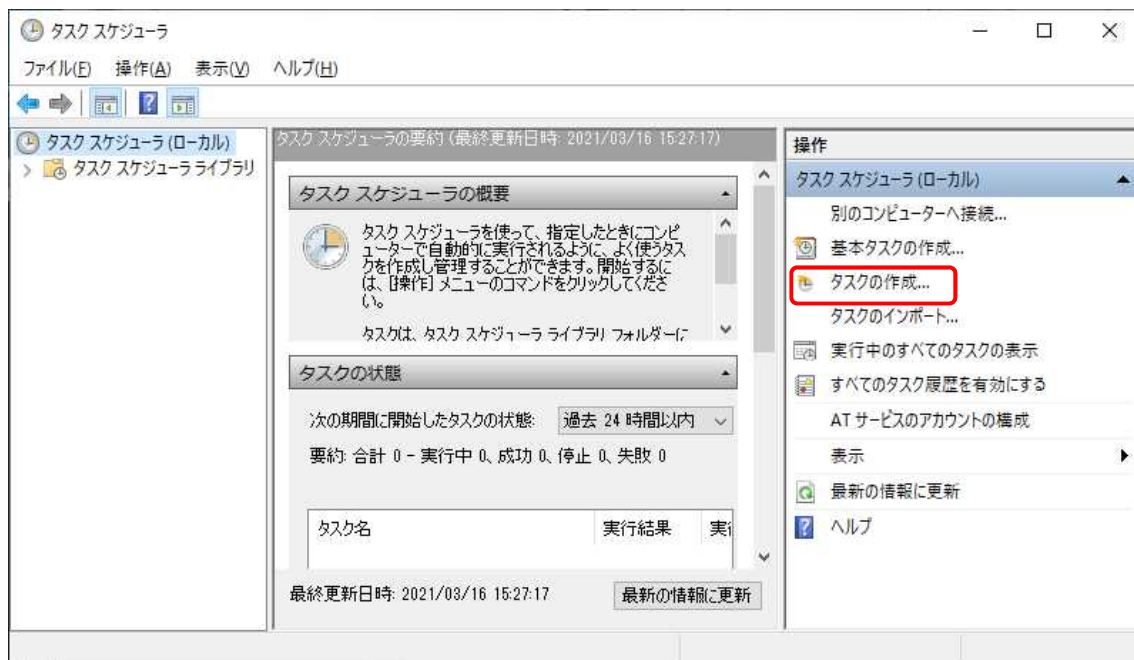 タスク スケジューラ
ファイル(F) 操作(A) 表示(V) ヘルプ(H)
タスク スケジューラ (ローカル)
タスク スケジューラ ライブラリ
タスク スケジューラの要約 (最終更新日時: 2021/03/16 15:27:17)
タスク スケジューラの概要
タスク スケジューラを使って、指定したときにコンピ
ューターで自動的に実行されるように、よく使うタス
クを作成し管理することができます。開始するに
は、[操作] メニューのコマンドをクリックしてくださ
い。
タスクは、タスク スケジューラ ライブラリ フォルダーに
タスクの状態
次の期間に開始したタスクの状態: 過去 24 時間以内
要約: 合計 0 - 実行中 0、成功 0、停止 0、失敗 0
タスク名 実行結果 実行
最終更新日時: 2021/03/16 15:27:17 最新の情報に更新
操作
タスク スケジューラ (ローカル)
別のコンピューターへ接続...
基本タスクの作成...
タスクの作成...
タスクのインポート...
実行中のすべてのタスクの表示
すべてのタスク履歴を有効にする
AT サービスのアカウントの構成
表示
最新の情報に更新
ヘルプ